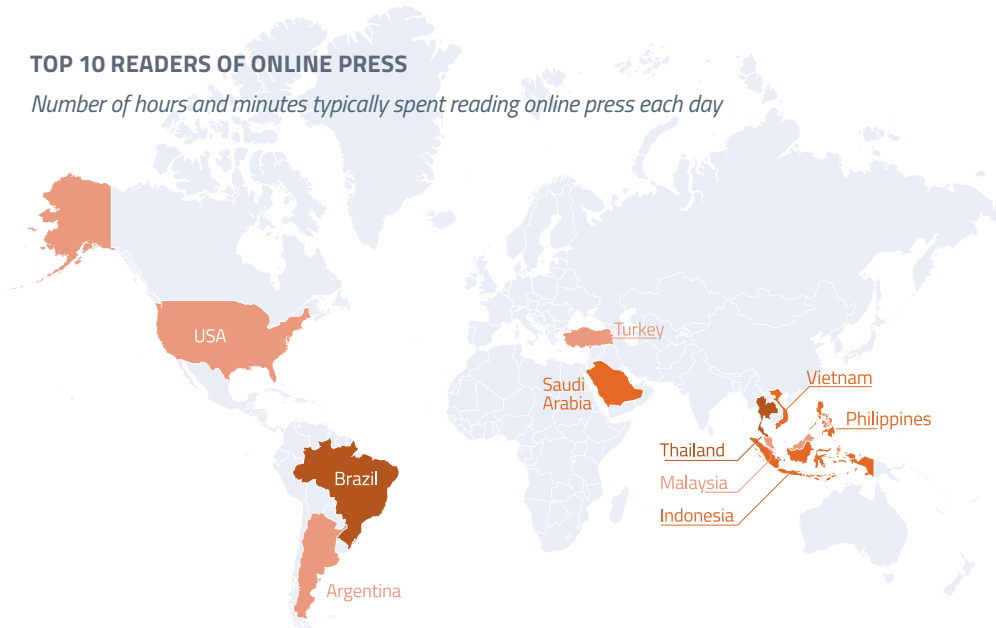 TOP 10 READERS OF ONLINE PRESS
Number of hours and minutes typically spent reading online press each day
USA
Turkey
Saudi
Arabia
Vietnam
Philippines
Thailand
Brazil
Malaysia
Indonesia
Argentina